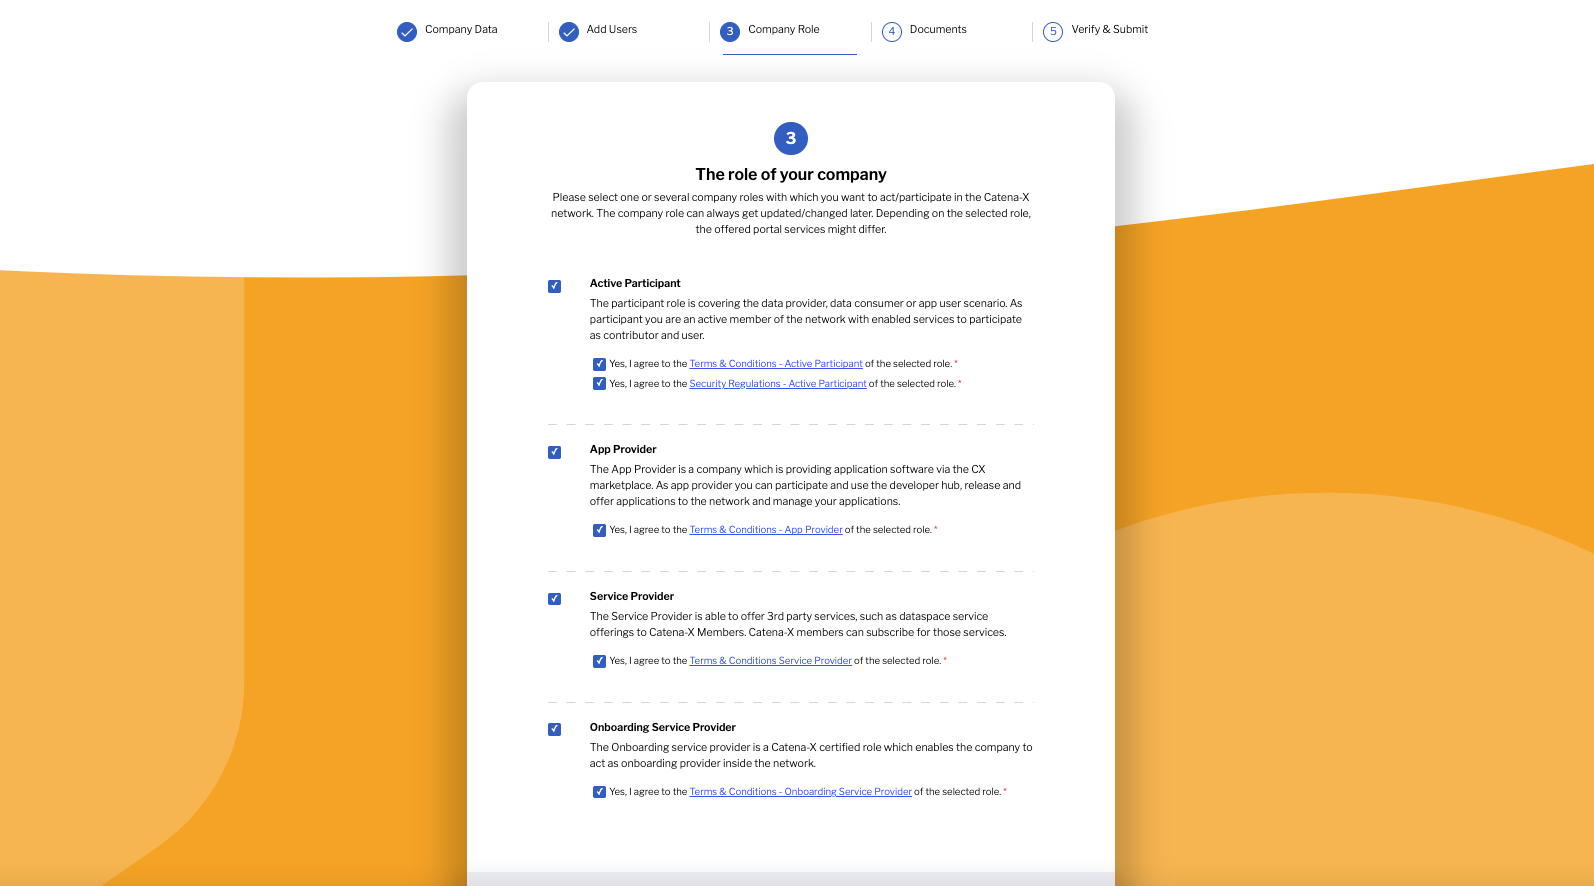 Company Data
Add Users
3 Company Role
4 Documents
5 Verify & Submit
3
The role of your company
Please select one or several company roles with which you want to act/participate in the Catena-X
network. The company role can always get updated/changed later. Depending on the selected role,
the offered portal services might differ.
Active Participant
The participant role is covering the data provider, data consumer or app user scenario. As
participant you are an active member of the network with enabled services to participate
as contributor and user.
Yes, I agree to the Terms & Conditions - Active Participant of the selected role. *
Yes, I agree to the Security Regulations - Active Participant of the selected role. *
App Provider
The App Provider is a company which is providing application software via the CX
marketplace. As app provider you can participate and use the developer hub, release and
offer applications to the network and manage your applications.
Yes, I agree to the Terms & Conditions - App Provider of the selected role. *
Service Provider
The Service Provider is able to offer 3rd party services, such as dataspace service
offerings to Catena-X Members. Catena-X members can subscribe for those services.
Yes, I agree to the Terms & Conditions Service Provider of the selected role. *
Onboarding Service Provider
The Onboarding service provider is a Catena-X certified role which enables the company to
act as onboarding provider inside the network.
Yes, I agree to the Terms & Conditions - Onboarding Service Provider of the selected role. *